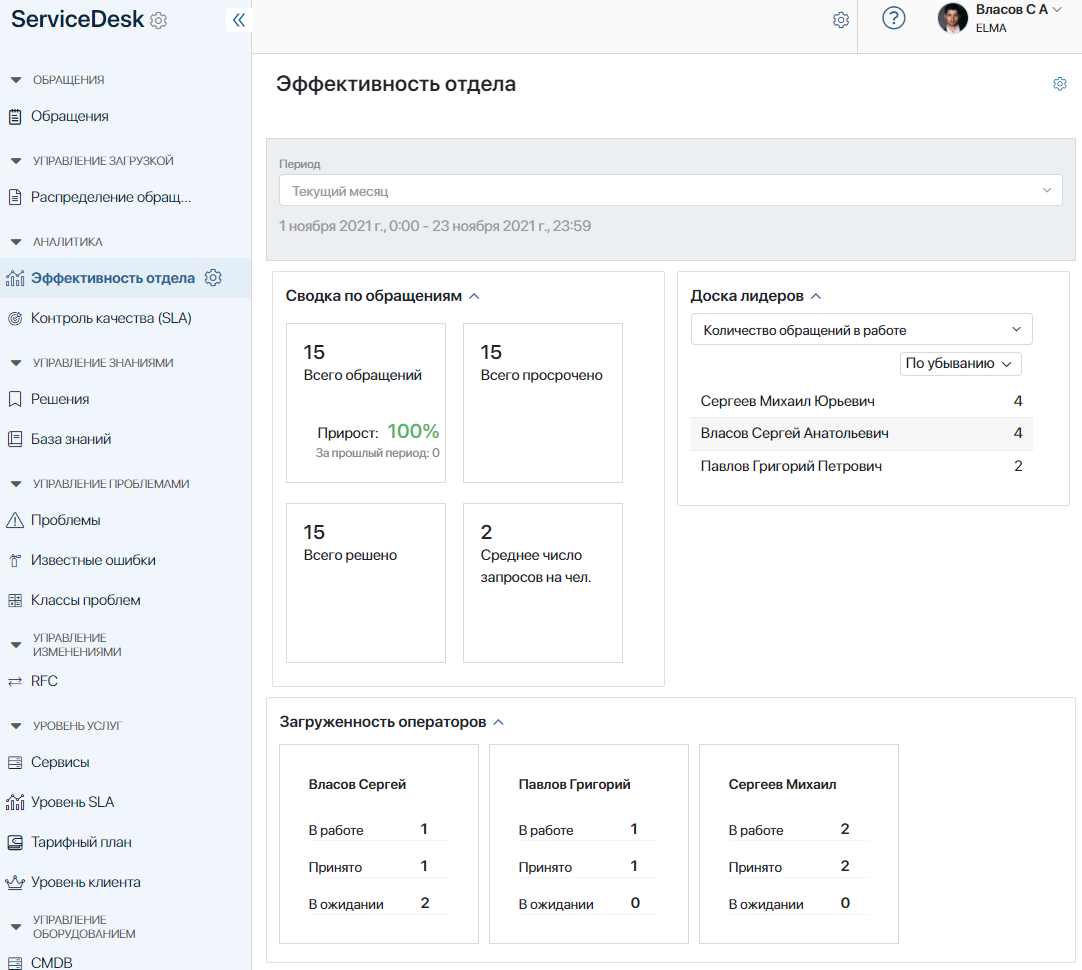 ServiceDesk
ОБРАЩЕНИЯ
Обращения
УПРАВЛЕНИЕ ЗАГРУЗКОЙ
Распределение обращ...
АНАЛИТИКА
Эффективность отдела
Контроль качества (SLA)
УПРАВЛЕНИЕ ЗНАНИЯМИ
Решения
База знаний
УПРАВЛЕНИЕ ПРОБЛЕМАМИ
Проблемы
Известные ошибки
Классы проблем
УПРАВЛЕНИЕ
ИЗМЕНЕНИЯМИ
RFC
УРОВЕНЬ УСЛУГ
Сервисы
Уровень SLA
Тарифный план
Уровень клиента
УПРАВЛЕНИЕ
ОБОРУДОВАНИЕМ
CMDB
Власов С А
ELMA
Эффективность отдела
Период
Текущий месяц
1 ноября 2021 г., 0:00 - 23 ноября 2021 г., 23:59
Сводка по обращениям
15
Всего обращений
Прирост: 100%
За прошлый период: 0
15
Всего просрочено
15
Всего решено
2
Среднее число
запросов на чел.
Доска лидеров
Количество обращений в работе
По убыванию
Сергеев Михаил Юрьевич 4
Власов Сергей Анатольевич 4
Павлов Григорий Петрович 2
Загруженность операторов
Власов Сергей
В работе 1
Принято 1
В ожидании 2
Павлов Григорий
В работе 1
Принято 1
В ожидании 0
Сергеев Михаил
В работе 2
Принято 2
В ожидании 0